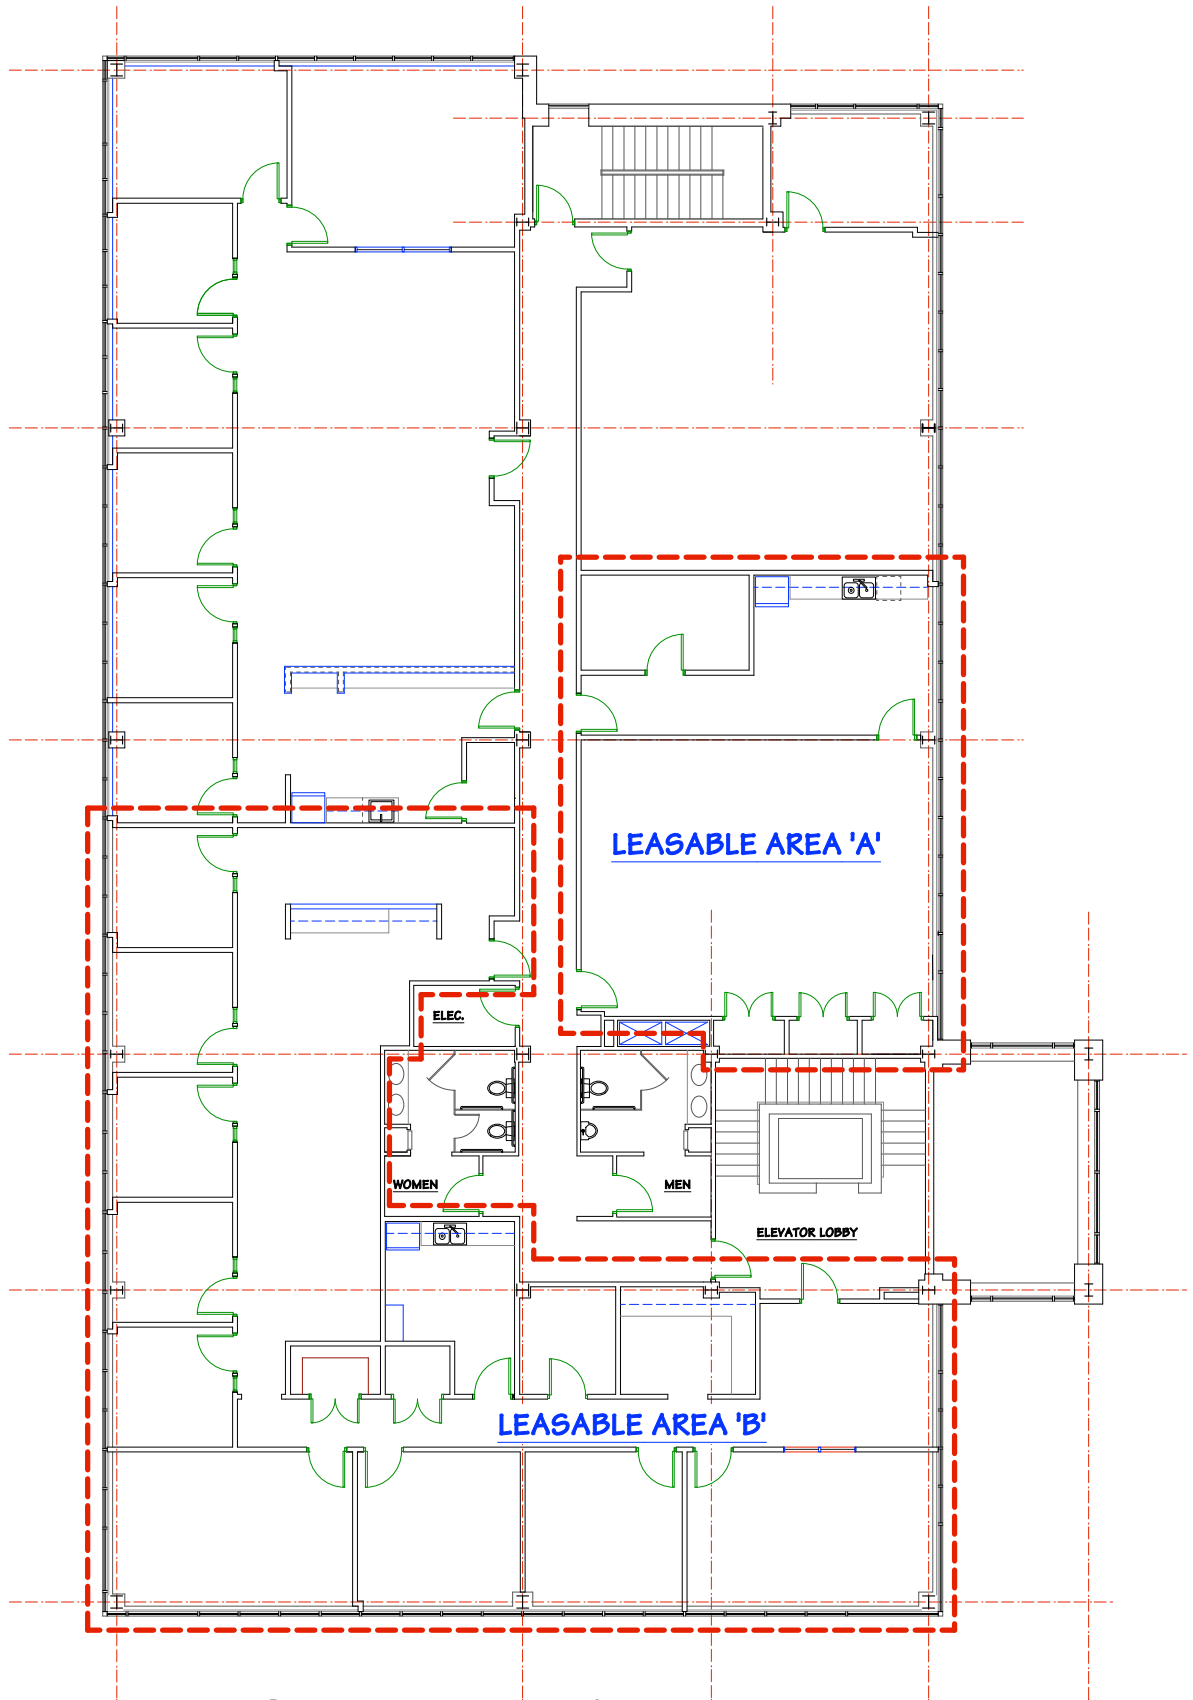 LEASABLE AREA 'A'
ELEC.
WOMEN
MEN
ELEVATOR LOBBY
LEASABLE AREA 'B'